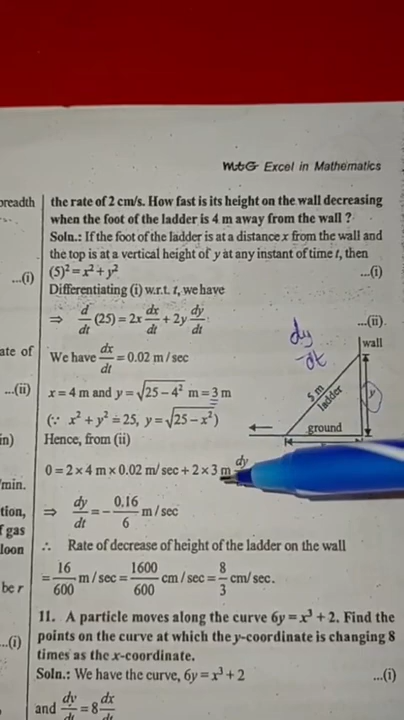 MtG Excel in Mathematics
breadth
the rate of 2 cm/s. How fast is its height on the wall decreasing
when the foot of the ladder is 4 m away from the wall ?
Soln.: If the foot of the ladder is at a distance x from the wall and
the top is at a vertical height of y at any instant of time t, then
...(i)
(5)² = x² + y² ...(i)
Differentiating (i) w.r.t. t, we have
⇒ d/dt (25) = 2x dx/dt + 2y dy/dt ...(ii)
dy/dt
wall
ate of
We have dx/dt = 0.02 m/sec
...(ii)
x = 4 m and y = √(25 – 4²) m = 3 m
5 m
ladder
y
(∵ x² + y² = 25, y = √(25 – x²))
ground
in)
Hence, from (ii)
0 = 2 × 4 m × 0.02 m/sec + 2 × 3 m dy
min.
tion,
⇒ dy/dt = – 0.16/6 m/sec
f gas
loon
∴ Rate of decrease of height of the ladder on the wall
be r
= 16/600 m/sec = 1600/600 cm/sec = 8/3 cm/sec.
11. A particle moves along the curve 6y = x³ + 2. Find the
...(i)
points on the curve at which the y-coordinate is changing 8
times as the x-coordinate.
Soln.: We have the curve, 6y = x³ + 2 ...(i)
and dy/dt = 8 dx/dt